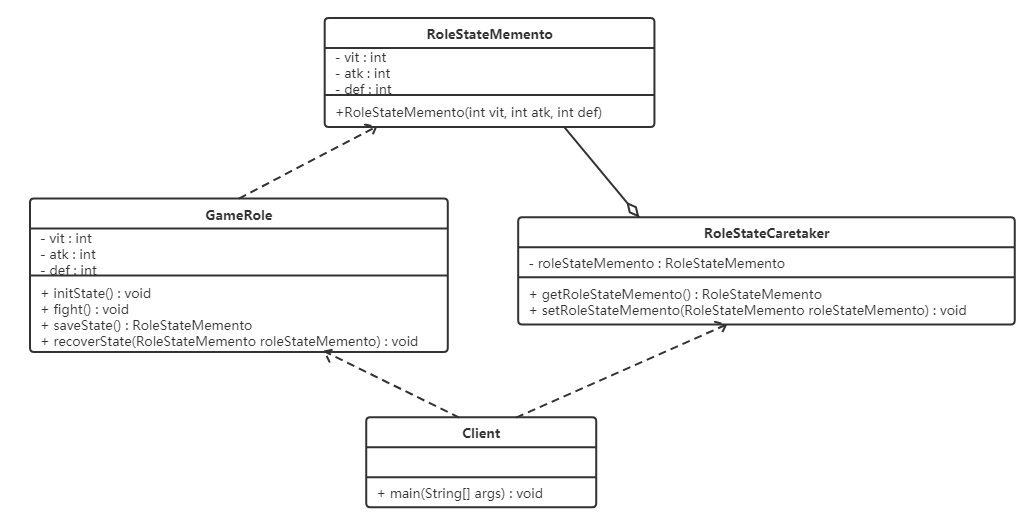 RoleStateMemento
- vit : int
- atk : int
- def : int
+RoleStateMemento(int vit, int atk, int def)
GameRole
- vit : int
- atk : int
- def : int
+ initState() : void
+ fight() : void
+ saveState() : RoleStateMemento
+ recoverState(RoleStateMemento roleStateMemento) : void
RoleStateCaretaker
- roleStateMemento : RoleStateMemento
+ getRoleStateMemento() : RoleStateMemento
+ setRoleStateMemento(RoleStateMemento roleStateMemento) : void
Client
+ main(String[] args) : void